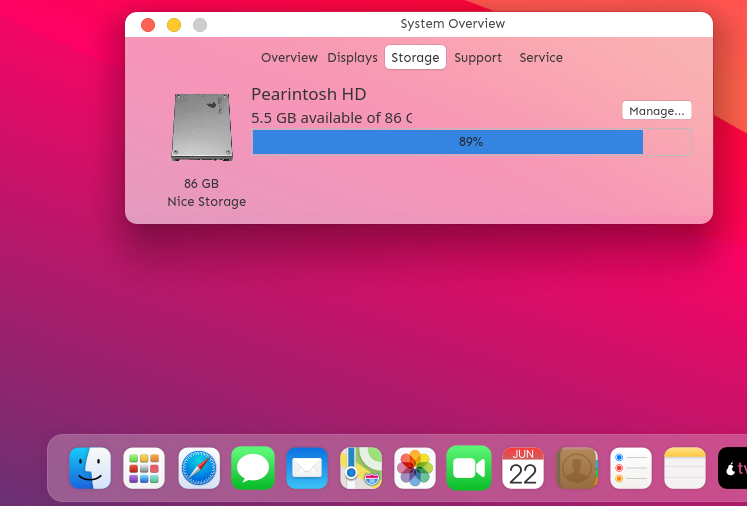 System Overview
Overview Displays Storage Support Service
Pearintosh HD
5.5 GB available of 86 G
Manage...
89%
86 GB
Nice Storage
JUN
22
tv